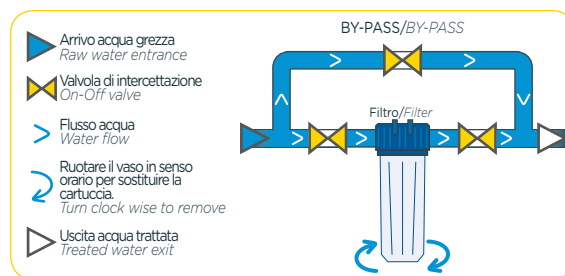 Arrivo acqua grezza
Raw water entrance
Valvola di intercettazione
On-Off valve
Flusso acqua
Water flow
Ruotare il vaso in senso
orario per sostituire la
cartuccia.
Turn clock wise to remove
Uscita acqua trattata
Treated water exit
BY-PASS/BY-PASS
Filtro/Filter